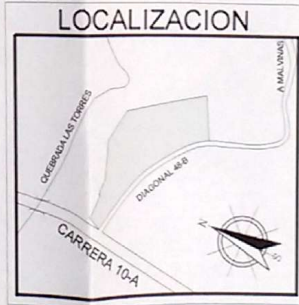 LOCALIZACION
QUEBRADA LAS TORRES
A MALVINAS
DIAGONAL 48-B
CARRERA 10-A
N
S